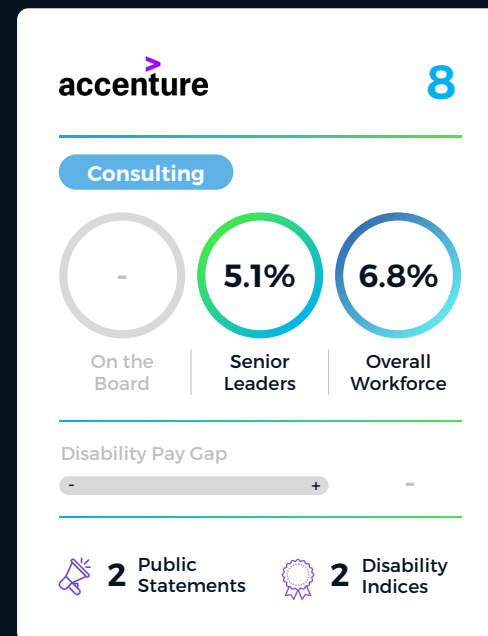 accenture
8
Consulting
-
5.1%
6.8%
On the
Board
Senior
Leaders
Overall
Workforce
Disability Pay Gap
- +
-
2 Public
Statements
2 Disability
Indices